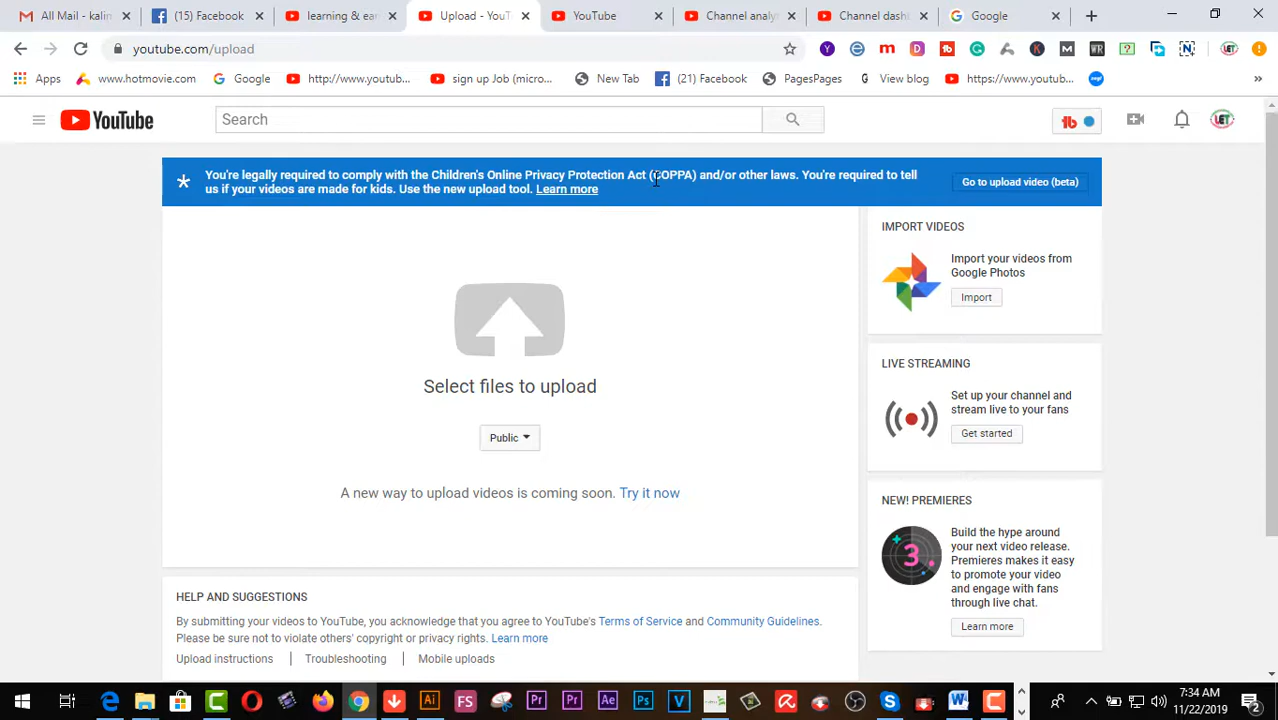 All Mail - kalin
(15) Facebook
learning & ear
Upload - YouT
YouTube
Channel analy
Channel dash
Google
youtube.com/upload
Apps
www.hotmovie.com
Google
http://www.youtub...
sign up Job (micro...
New Tab
(21) Facebook
PagesPages
View blog
https://www.youtub...
YouTube
Search
LET
You're legally required to comply with the Children's Online Privacy Protection Act (COPPA) and/or other laws. You're required to tell
us if your videos are made for kids. Use the new upload tool. Learn more
Go to upload video (beta)
Select files to upload
Public
A new way to upload videos is coming soon. Try it now
IMPORT VIDEOS
Import your videos from
Google Photos
Import
LIVE STREAMING
Set up your channel and
stream live to your fans
Get started
NEW! PREMIERES
3
Build the hype around
your next video release.
Premieres makes it easy
to promote your video
and engage with fans
through live chat.
Learn more
HELP AND SUGGESTIONS
By submitting your videos to YouTube, you acknowledge that you agree to YouTube's Terms of Service and Community Guidelines.
Please be sure not to violate others' copyright or privacy rights. Learn more
Upload instructions
Troubleshooting
Mobile uploads
7:34 AM
11/22/2019